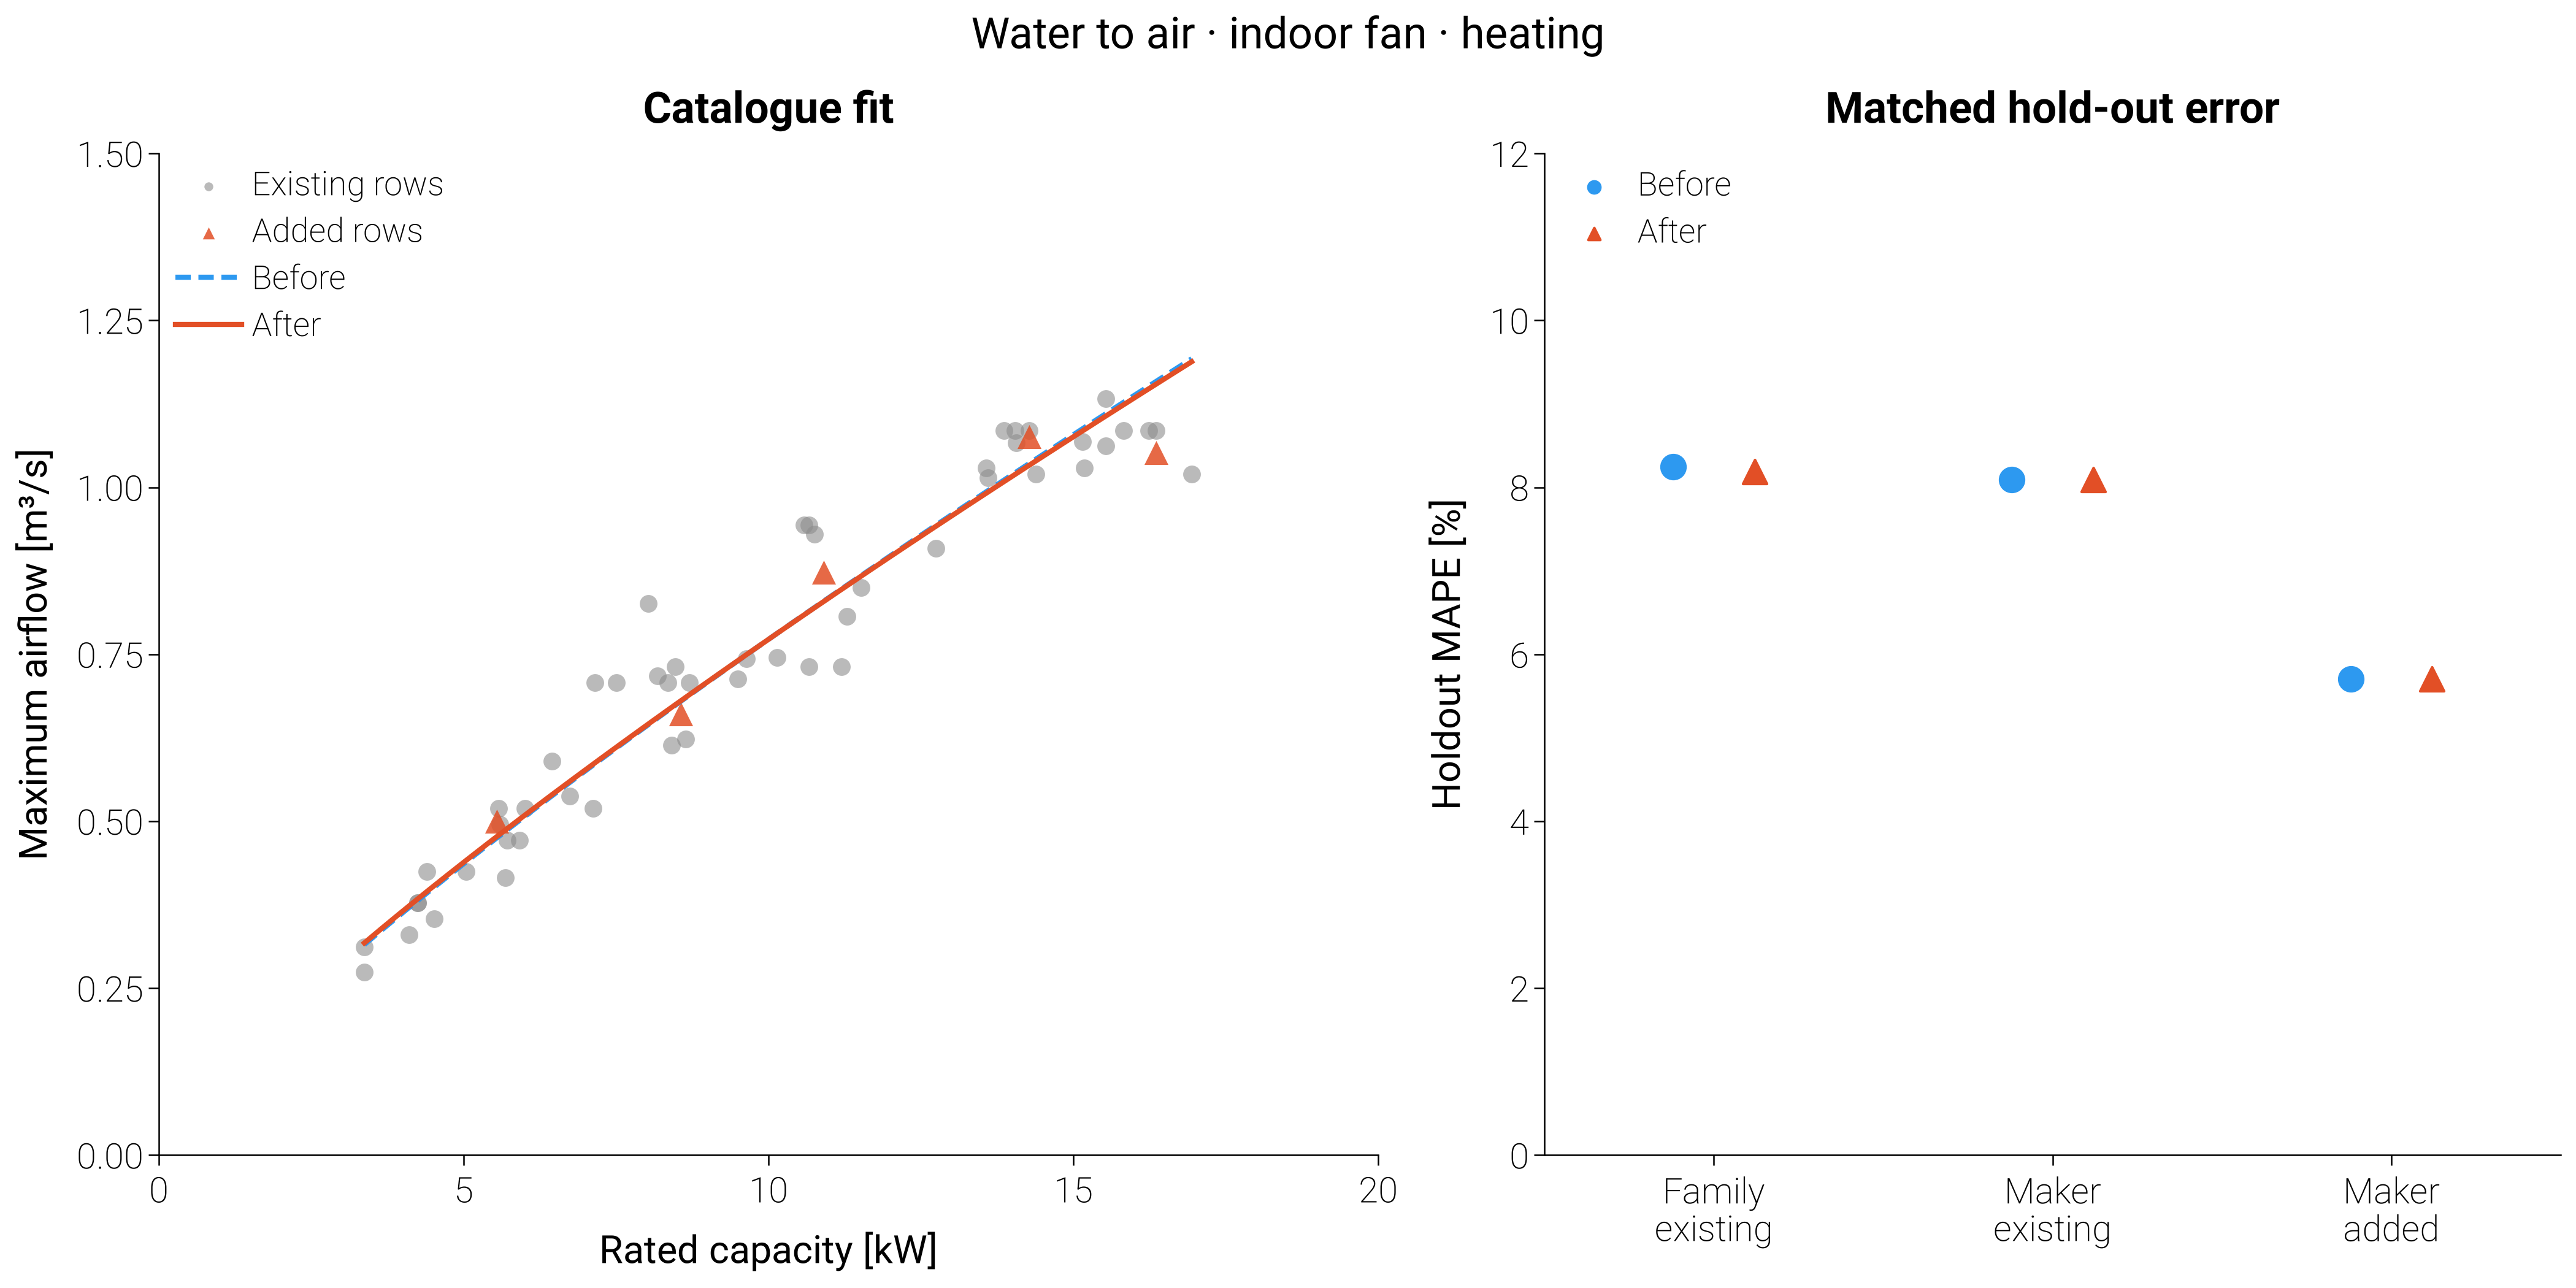 Water to air · indoor fan · heating
Catalogue fit
Maximum airflow [m³/s]
1.50
1.25
1.00
0.75
0.50
0.25
0.00
Existing rows
Added rows
Before
After
0
5
10
15
20
Rated capacity [kW]
Matched hold-out error
Holdout MAPE [%]
12
10
8
6
4
2
0
Before
After
Family
existing
Maker
existing
Maker
added